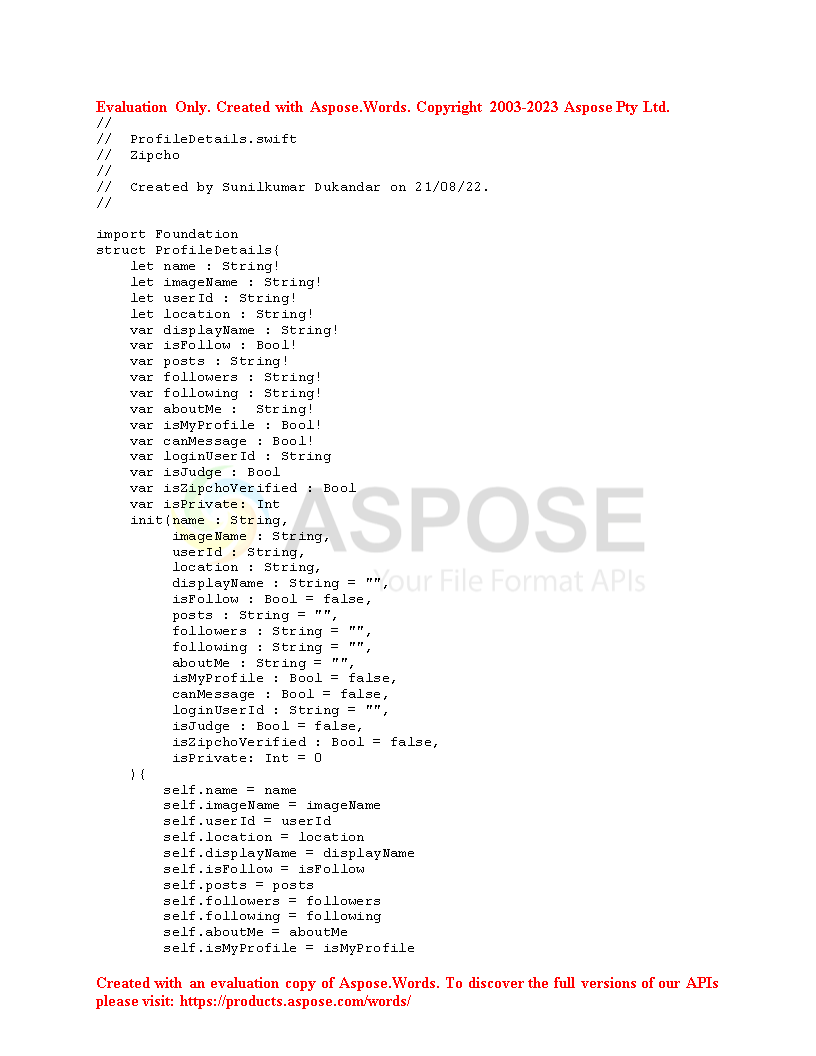 Evaluation Only. Created with Aspose.Words. Copyright 2003-2023 Aspose Pty Ltd.
//
//  ProfileDetails.swift
//  Zipcho
//
//  Created by Sunilkumar Dukandar on 21/08/22.
//
import Foundation
struct ProfileDetails{
    let name : String!
    let imageName : String!
    let userId : String!
    let location : String!
    var displayName : String!
    var isFollow : Bool!
    var posts : String!
    var followers : String!
    var following : String!
    var aboutMe :  String!
    var isMyProfile : Bool!
    var canMessage : Bool!
    var loginUserId : String
    var isJudge : Bool
    var isZipchoVerified : Bool
    var isPrivate: Int
    init(name : String,
         imageName : String,
         userId : String,
         location : String,
         displayName : String = "",
         isFollow : Bool = false,
         posts : String = "",
         followers : String = "",
         following : String = "",
         aboutMe : String = "",
         isMyProfile : Bool = false,
         canMessage : Bool = false,
         loginUserId : String = "",
         isJudge : Bool = false,
         isZipchoVerified : Bool = false,
         isPrivate: Int = 0
    ){
        self.name = name
        self.imageName = imageName
        self.userId = userId
        self.location = location
        self.displayName = displayName
        self.isFollow = isFollow
        self.posts = posts
        self.followers = followers
        self.following = following
        self.aboutMe = aboutMe
        self.isMyProfile = isMyProfile
ASPOSE
Your File Format APIs
Created with an evaluation copy of Aspose.Words. To discover the full versions of our APIs
please visit: https://products.aspose.com/words/